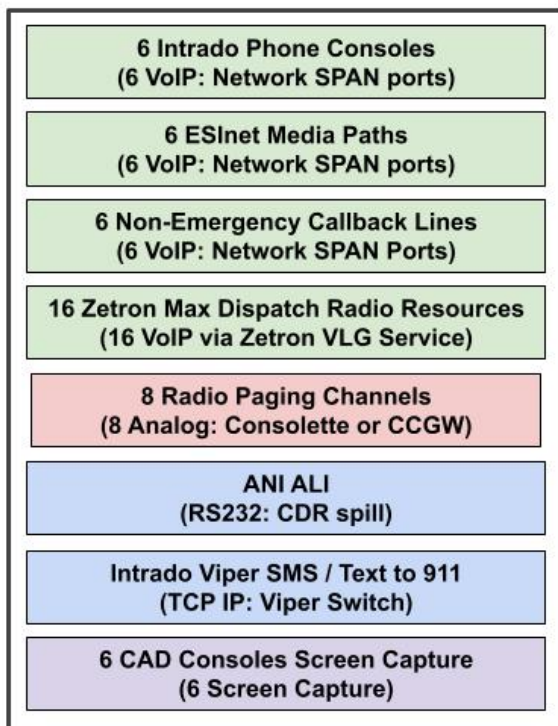 6 Intrado Phone Consoles
(6 VoIP: Network SPAN ports)
6 ESInet Media Paths
(6 VoIP: Network SPAN ports)
6 Non-Emergency Callback Lines
(6 VoIP: Network SPAN Ports)
16 Zetron Max Dispatch Radio Resources
(16 VoIP via Zetron VLG Service)
8 Radio Paging Channels
(8 Analog: Consolette or CCGW)
ANI ALI
(RS232: CDR spill)
Intrado Viper SMS / Text to 911
(TCP IP: Viper Switch)
6 CAD Consoles Screen Capture
(6 Screen Capture)